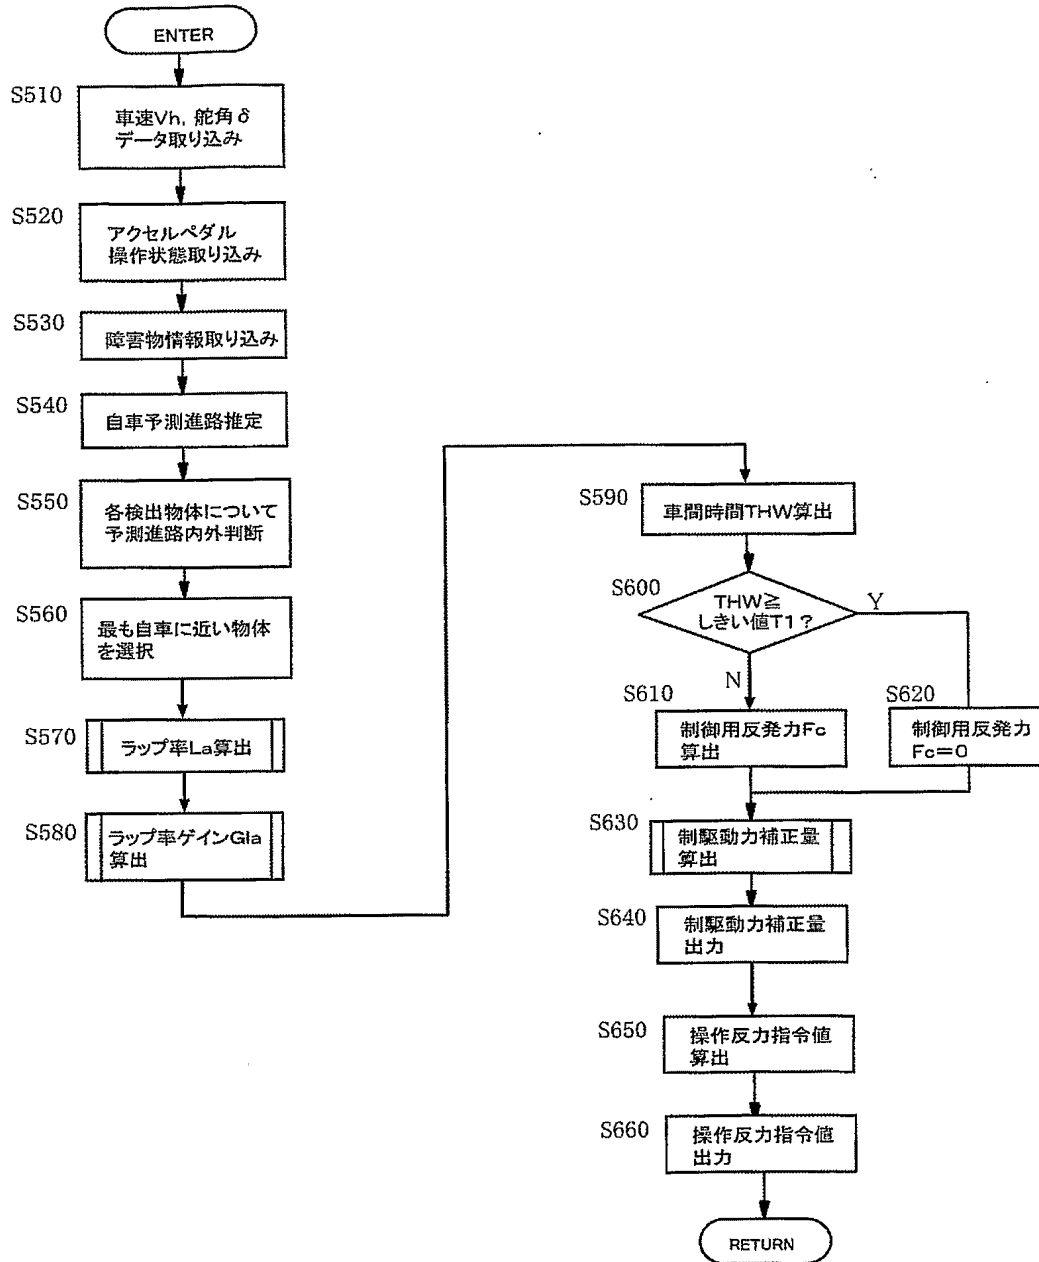 ENTER
S510
車速Vh, 舵角δ
データ取り込み
S520
アクセルペダル
操作状態取り込み
S530
障害物情報取り込み
S540
自車予測進路推定
S550
各検出物体について
予測進路内外判断
S560
最も自車に近い物体
を選択
S570
ラップ率La算出
S580
ラップ率ゲインGla
算出
S590
車間時間THW算出
S600
THW≧
しきい値T1?
Y
N
S610
制御用反発力Fc
算出
S620
制御用反発力
Fc=0
S630
制駆動力補正量
算出
S640
制駆動力補正量
出力
S650
操作反力指令値
算出
S660
操作反力指令値
出力
RETURN